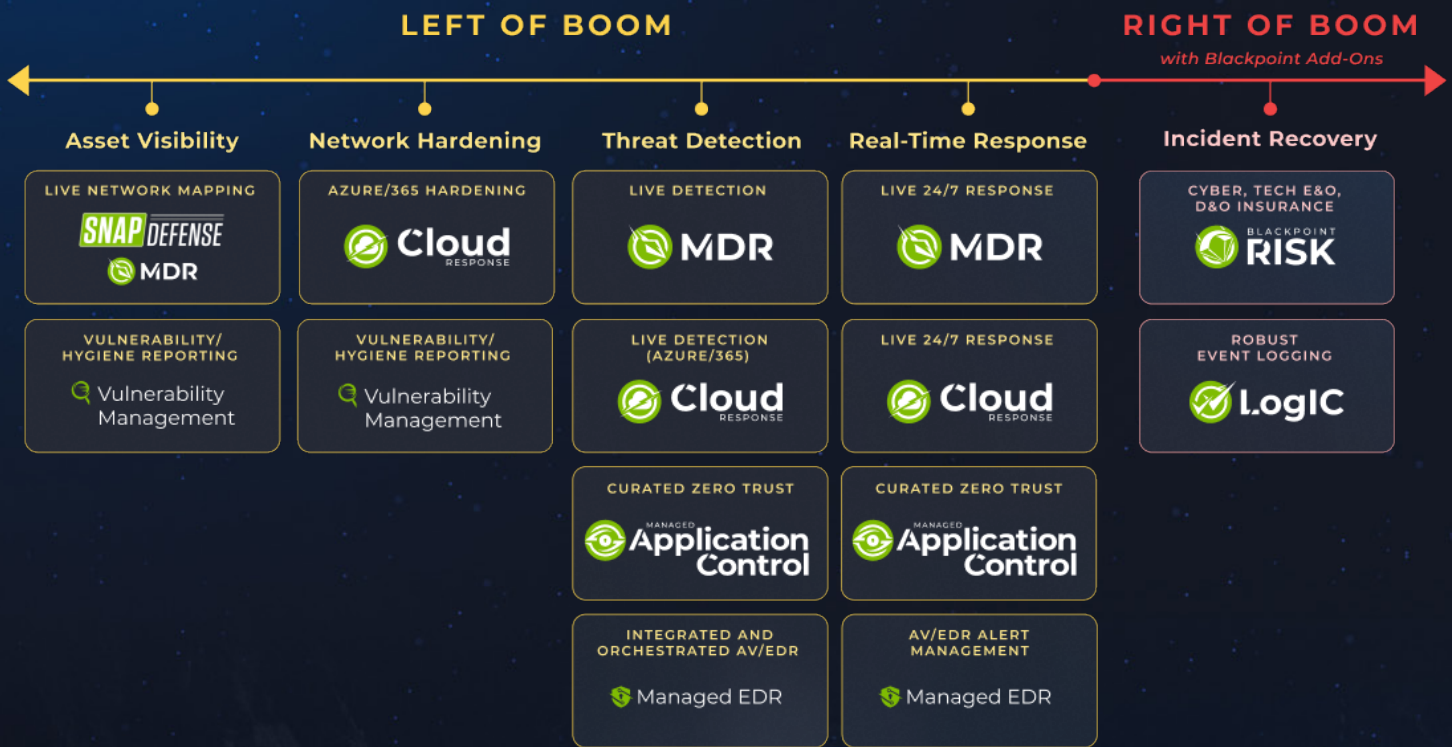 LEFT OF BOOM
RIGHT OF BOOM
with Blackpoint Add-Ons
Asset Visibility
LIVE NETWORK MAPPING
SNAP DEFENSE
MDR
VULNERABILITY/
HYGIENE REPORTING
Vulnerability
Management
Network Hardening
AZURE/365 HARDENING
Cloud
RESPONSE
VULNERABILITY/
HYGIENE REPORTING
Vulnerability
Management
Threat Detection
LIVE DETECTION
MDR
LIVE DETECTION
(AZURE/365)
Cloud
RESPONSE
CURATED ZERO TRUST
MANAGED
Application
Control
INTEGRATED AND
ORCHESTRATED AV/EDR
Managed EDR
Real-Time Response
LIVE 24/7 RESPONSE
MDR
LIVE 24/7 RESPONSE
Cloud
RESPONSE
CURATED ZERO TRUST
MANAGED
Application
Control
AV/EDR ALERT
MANAGEMENT
Managed EDR
Incident Recovery
CYBER, TECH E&O,
D&O INSURANCE
BLACKPOINT
RISK
ROBUST
EVENT LOGGING
LogIC